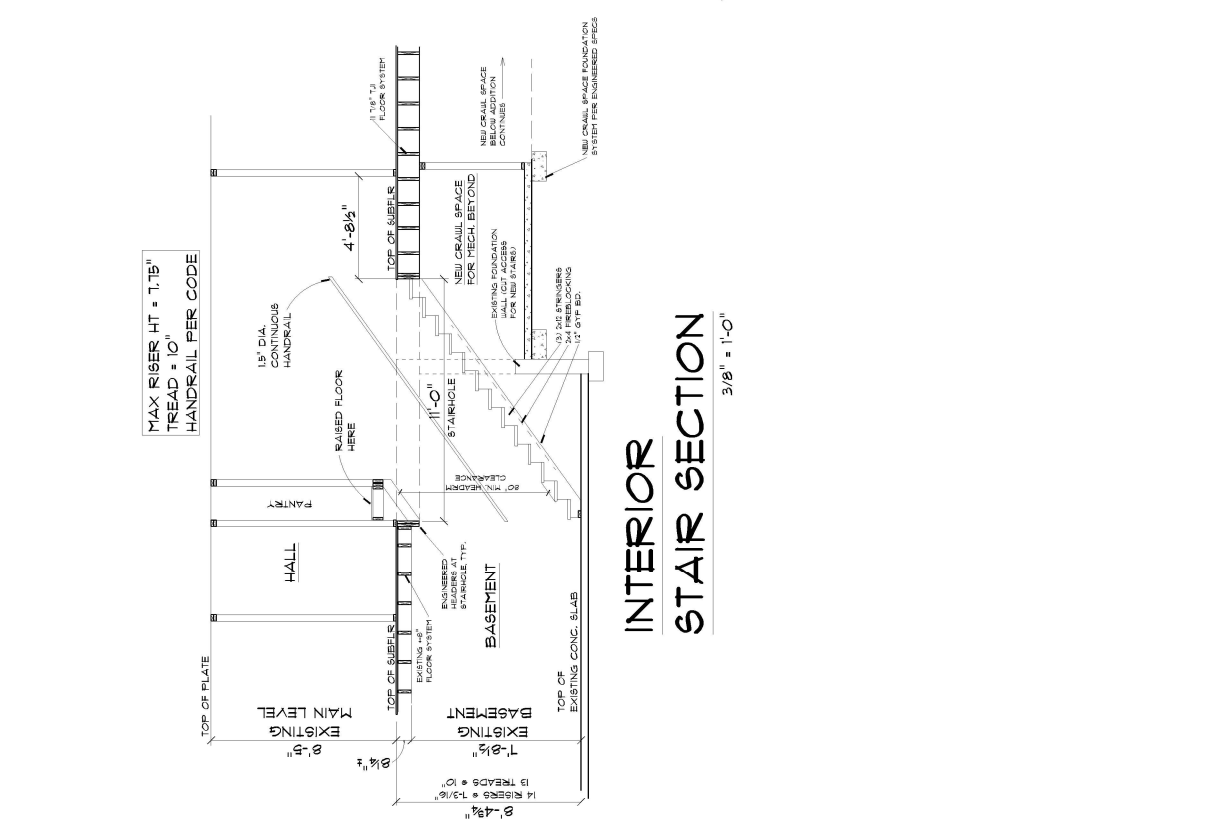 MAX RISER HT = 7.75"
TREAD = 10"
HANDRAIL PER CODE
TOP OF PLATE
HALL
PANTRY
RAISED FLOOR
HERE
1.5" DIA.
CONTINUOUS
HANDRAIL
4'-8½"
11 7/8" TJI
FLOOR SYSTEM
EXISTING
MAIN LEVEL
8'-5"
TOP OF SUBFLR
TOP OF SUBFLR
8¼"±
EXISTING +-8"
FLOOR SYSTEM
ENGINEERED
HEADERS AT
STAIRHOLE, TYP.
11'-0"
STAIRHOLE
80" MIN. HEADRM
CLEARANCE
NEW CRAWL SPACE
FOR MECH. BEYOND
NEW CRAWL SPACE
BELOW ADDITION
CONTINUES
EXISTING
BASEMENT
7'-8½"
BASEMENT
EXISTING FOUNDATION
WALL (CUT ACCESS
FOR NEW STAIRS)
(3) 2x12 STRINGERS
2x4 FIREBLOCKING
1/2" GYP BD.
NEW CRAWL SPACE FOUNDATION
SYSTEM PER ENGINEERED SPECS
TOP OF
EXISTING CONC. SLAB
8'-4¾"
14 RISERS @ 7-3/16"
13 TREADS @ 10"
INTERIOR
STAIR SECTION
3/8" = 1'-0"